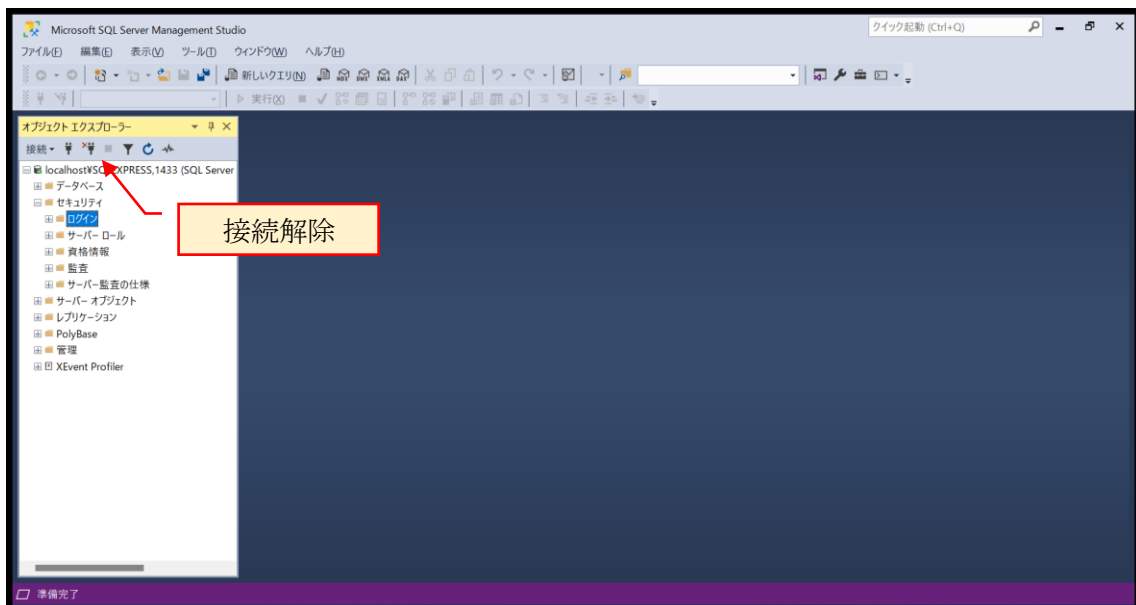 Microsoft SQL Server Management Studio
クイック起動 (Ctrl+Q)
ファイル(F) 編集(E) 表示(V) ツール(T) ウィンドウ(W) ヘルプ(H)
新しいクエリ(N)
実行(X)
オブジェクト エクスプローラー
接続
localhost¥SQ XPRESS,1433 (SQL Server
データベース
セキュリティ
ログイン
サーバー ロール
資格情報
監査
サーバー監査の仕様
サーバー オブジェクト
レプリケーション
PolyBase
管理
XEvent Profiler
接続解除
準備完了